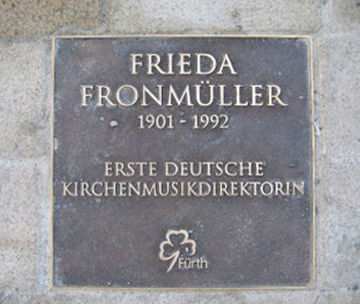 FRIEDA
FRONMÜLLER
1901 - 1992
ERSTE DEUTSCHE
KIRCHENMUSIKDIREKTORIN
Fürth